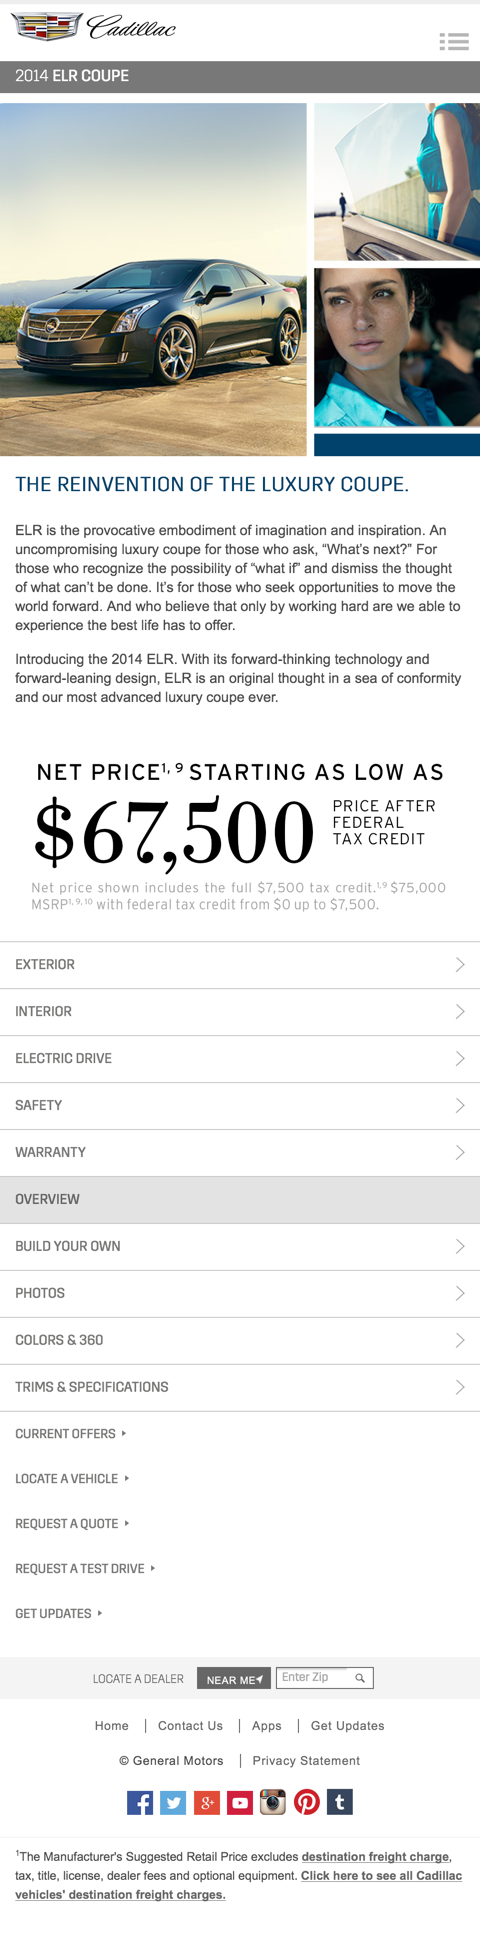 Cadillac
2014 ELR COUPE
THE REINVENTION OF THE LUXURY COUPE.
ELR is the provocative embodiment of imagination and inspiration. An
uncompromising luxury coupe for those who ask, “What’s next?” For
those who recognize the possibility of “what if” and dismiss the thought
of what can’t be done. It’s for those who seek opportunities to move the
world forward. And who believe that only by working hard are we able to
experience the best life has to offer.
Introducing the 2014 ELR. With its forward-thinking technology and
forward-leaning design, ELR is an original thought in a sea of conformity
and our most advanced luxury coupe ever.
NET PRICE1, 9 STARTING AS LOW AS
$67,500
PRICE AFTER
FEDERAL
TAX CREDIT
Net price shown includes the full $7,500 tax credit.1,9 $75,000
MSRP1, 9, 10 with federal tax credit from $0 up to $7,500.
EXTERIOR
INTERIOR
ELECTRIC DRIVE
SAFETY
WARRANTY
OVERVIEW
BUILD YOUR OWN
PHOTOS
COLORS & 360
TRIMS & SPECIFICATIONS
CURRENT OFFERS
LOCATE A VEHICLE
REQUEST A QUOTE
REQUEST A TEST DRIVE
GET UPDATES
LOCATE A DEALER NEAR ME Enter Zip
Home | Contact Us | Apps | Get Updates
© General Motors | Privacy Statement
1The Manufacturer's Suggested Retail Price excludes destination freight charge,
tax, title, license, dealer fees and optional equipment. Click here to see all Cadillac
vehicles' destination freight charges.